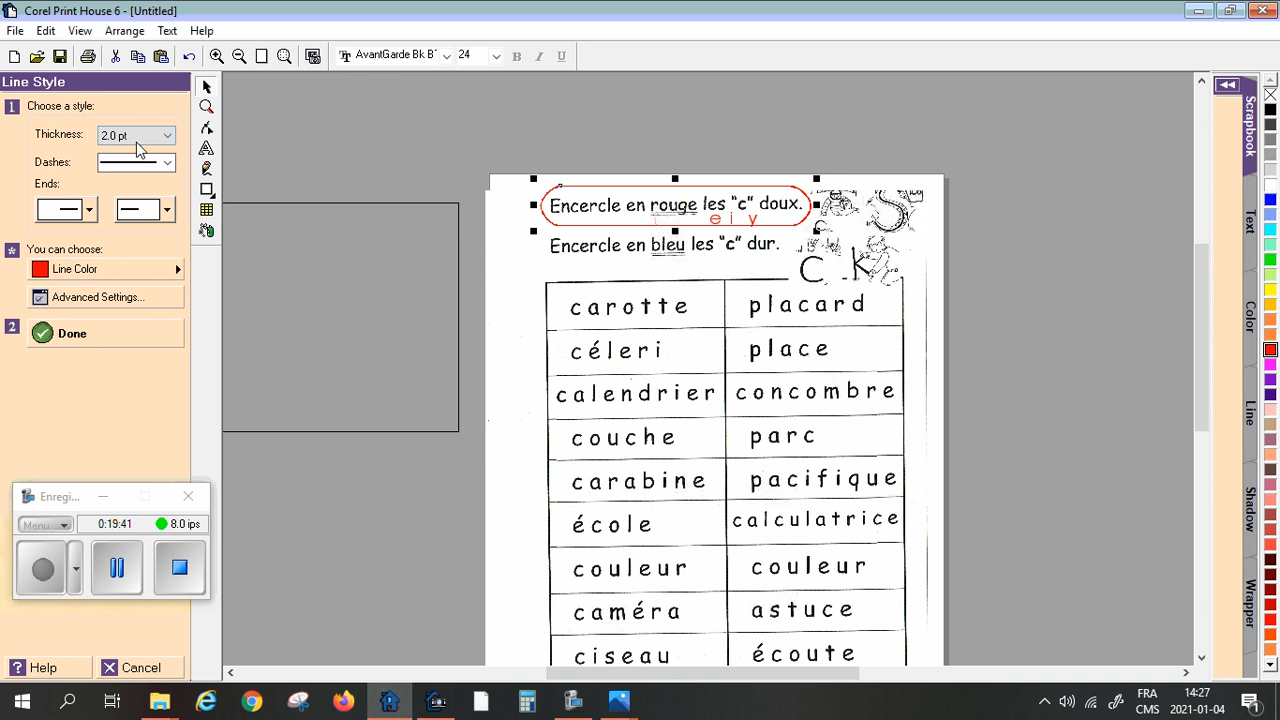 Corel Print House 6 - [Untitled]
File Edit View Arrange Text Help
AvantGarde Bk BT 24 B I U
Line Style
1 Choose a style:
Thickness: 2.0 pt
Dashes:
Ends:
* You can choose:
Line Color
Advanced Settings...
2 Done
Enregi...
Menu
0:19:41 8.0 ips
Help Cancel
Encercle en rouge les "c" doux.
e i y
Encercle en bleu les "c" dur.
S
C K
carotte placard
céleri place
calendrier concombre
couche parc
carabine pacifique
école calculatrice
couleur couleur
caméra astuce
ciseau écoute
Scrapbook
Text
Color
Line
Shadow
Wrapper
FRA
CMS
14:27
2021-01-04
1